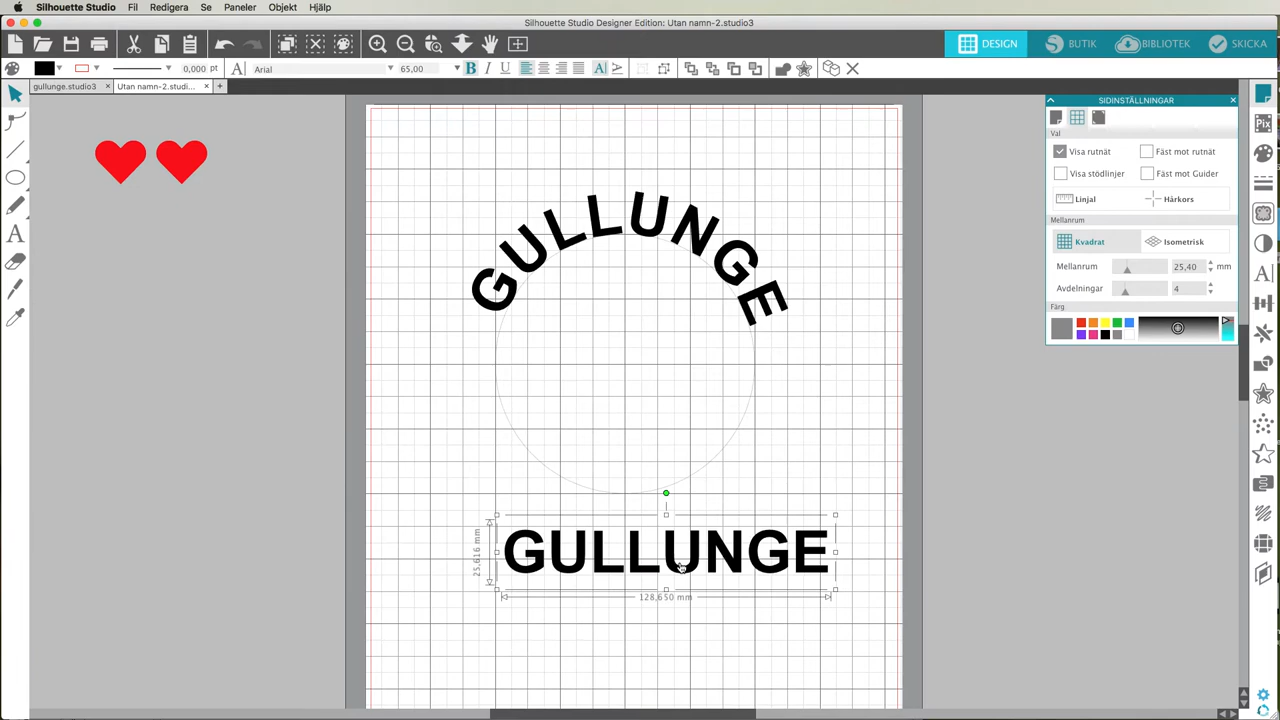 Silhouette Studio Fil Redigera Se Paneler Objekt Hjälp
Silhouette Studio Designer Edition: Utan namn-2.studio3
DESIGN BUTIK BIBLIOTEK SKICKA
0,000 pt Arial 65,00 B I U
gullunge.studio3 Utan namn-2.studi...
SIDINSTÄLLNINGAR
Pix
Val
Visa rutnät Fäst mot rutnät
Visa stödlinjer Fäst mot Guider
Linjal Hårkors
Mellanrum
Kvadrat Isometrisk
Mellanrum 25,40 mm
Avdelningar 4
Färg
GULLUNGE
GULLUNGE
25,616 mm
128,650 mm